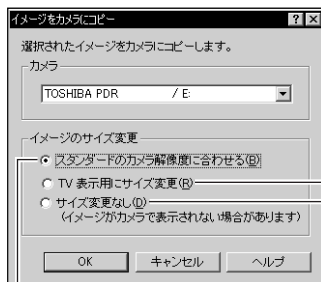 イメージをカメラにコピー
選択されたイメージをカメラにコピーします。
カメラ
TOSHIBA PDR / E:
イメージのサイズ変更
スタンダードのカメラ解像度に合わせる(B)
TV 表示用にサイズ変更(R)
サイズ変更なし(D)
(イメージがカメラで表示されない場合があります)
OK キャンセル ヘルプ